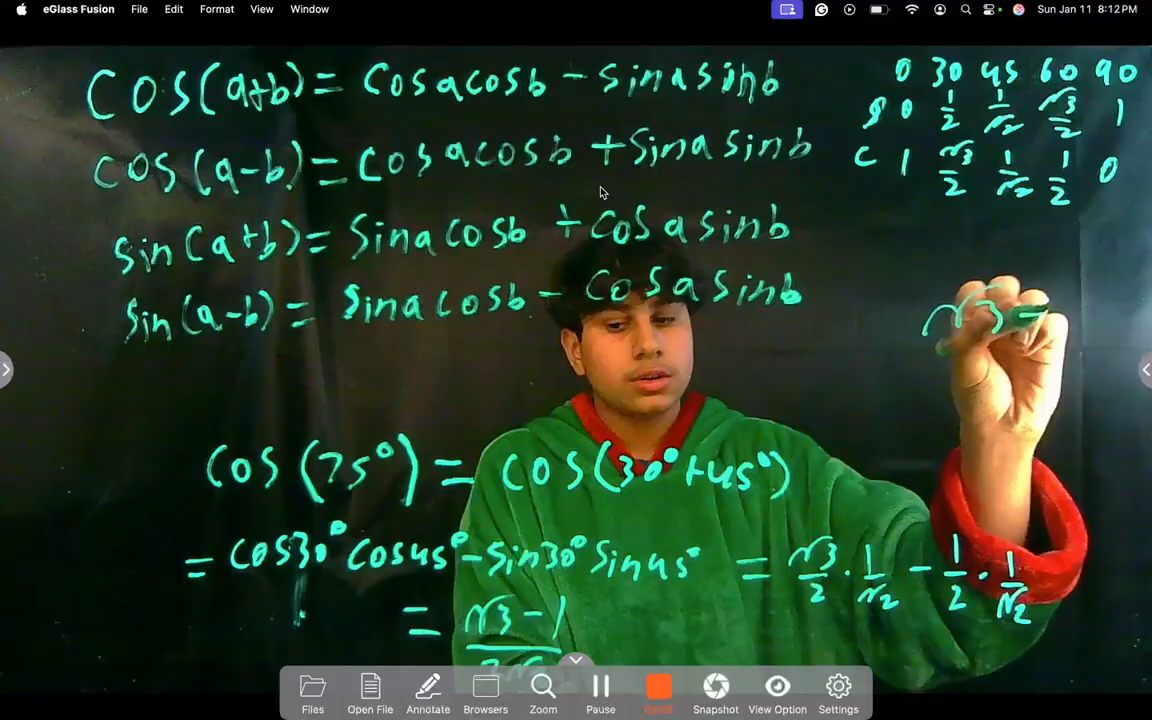 eGlass Fusion File Edit Format View Window Sun Jan 11 8:12 PM
cos(a+b)= cosacosb - sinasinb
cos(a-b)=cosacosb +sinasinb
sin(a+b)= sinacosb + cosasinb
sin(a-b)= sinacosb - cosasinb
0 30 45 60 90
S 0 1/2 1/√2 √3/2 1
C 1 √3/2 1/√2 1/2 0
√3 -
cos(75°) = cos(30°+45°)
= cos30°cos45°-sin30°sin45° = √3/2 · 1/√2 - 1/2 · 1/√2
= √3-1
Files Open File Annotate Browsers Zoom Pause Snapshot View Option Settings